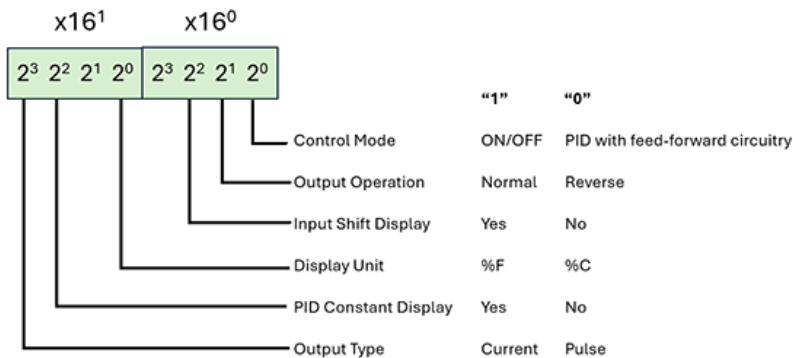 x16¹ x16⁰
2³ 2² 2¹ 2⁰ 2³ 2² 2¹ 2⁰
“1” “0”
Control Mode ON/OFF PID with feed-forward circuitry
Output Operation Normal Reverse
Input Shift Display Yes No
Display Unit %F %C
PID Constant Display Yes No
Output Type Current Pulse